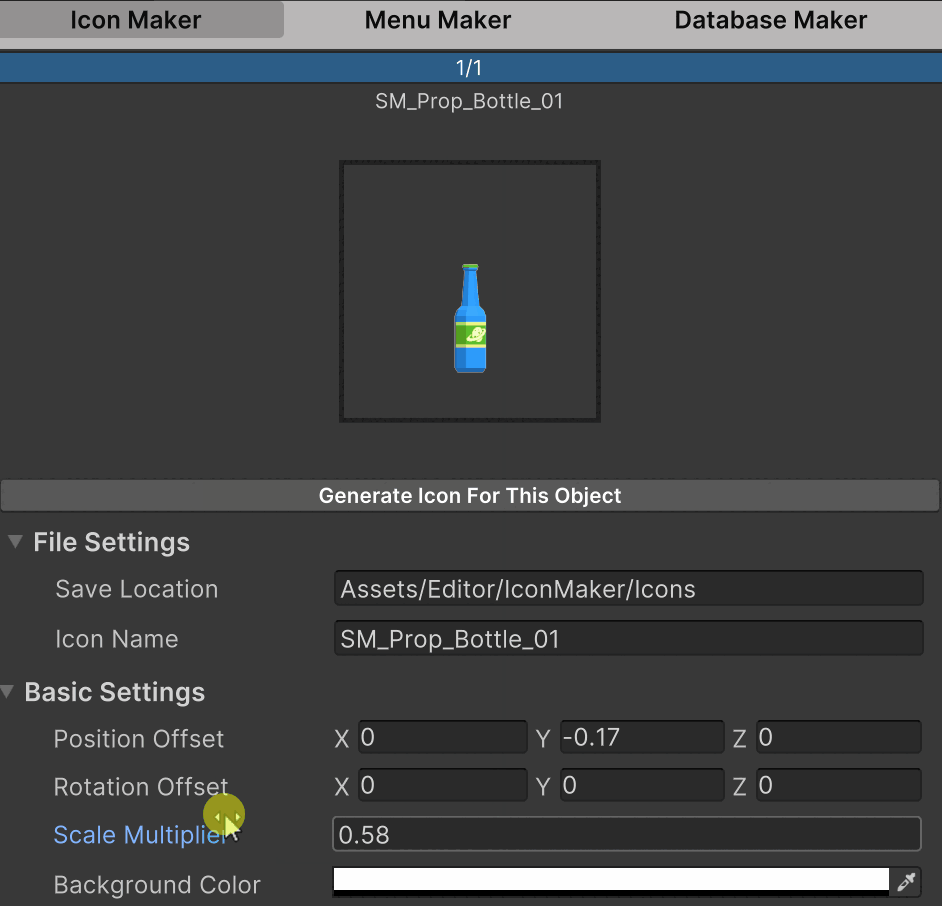 Icon Maker Menu Maker Database Maker
1/1
SM_Prop_Bottle_01
Generate Icon For This Object
File Settings
Save Location Assets/Editor/IconMaker/Icons
Icon Name SM_Prop_Bottle_01
Basic Settings
Position Offset X 0 Y -0.17 Z 0
Rotation Offset X 0 Y 0 Z 0
Scale Multiplier 0.58
Background Color